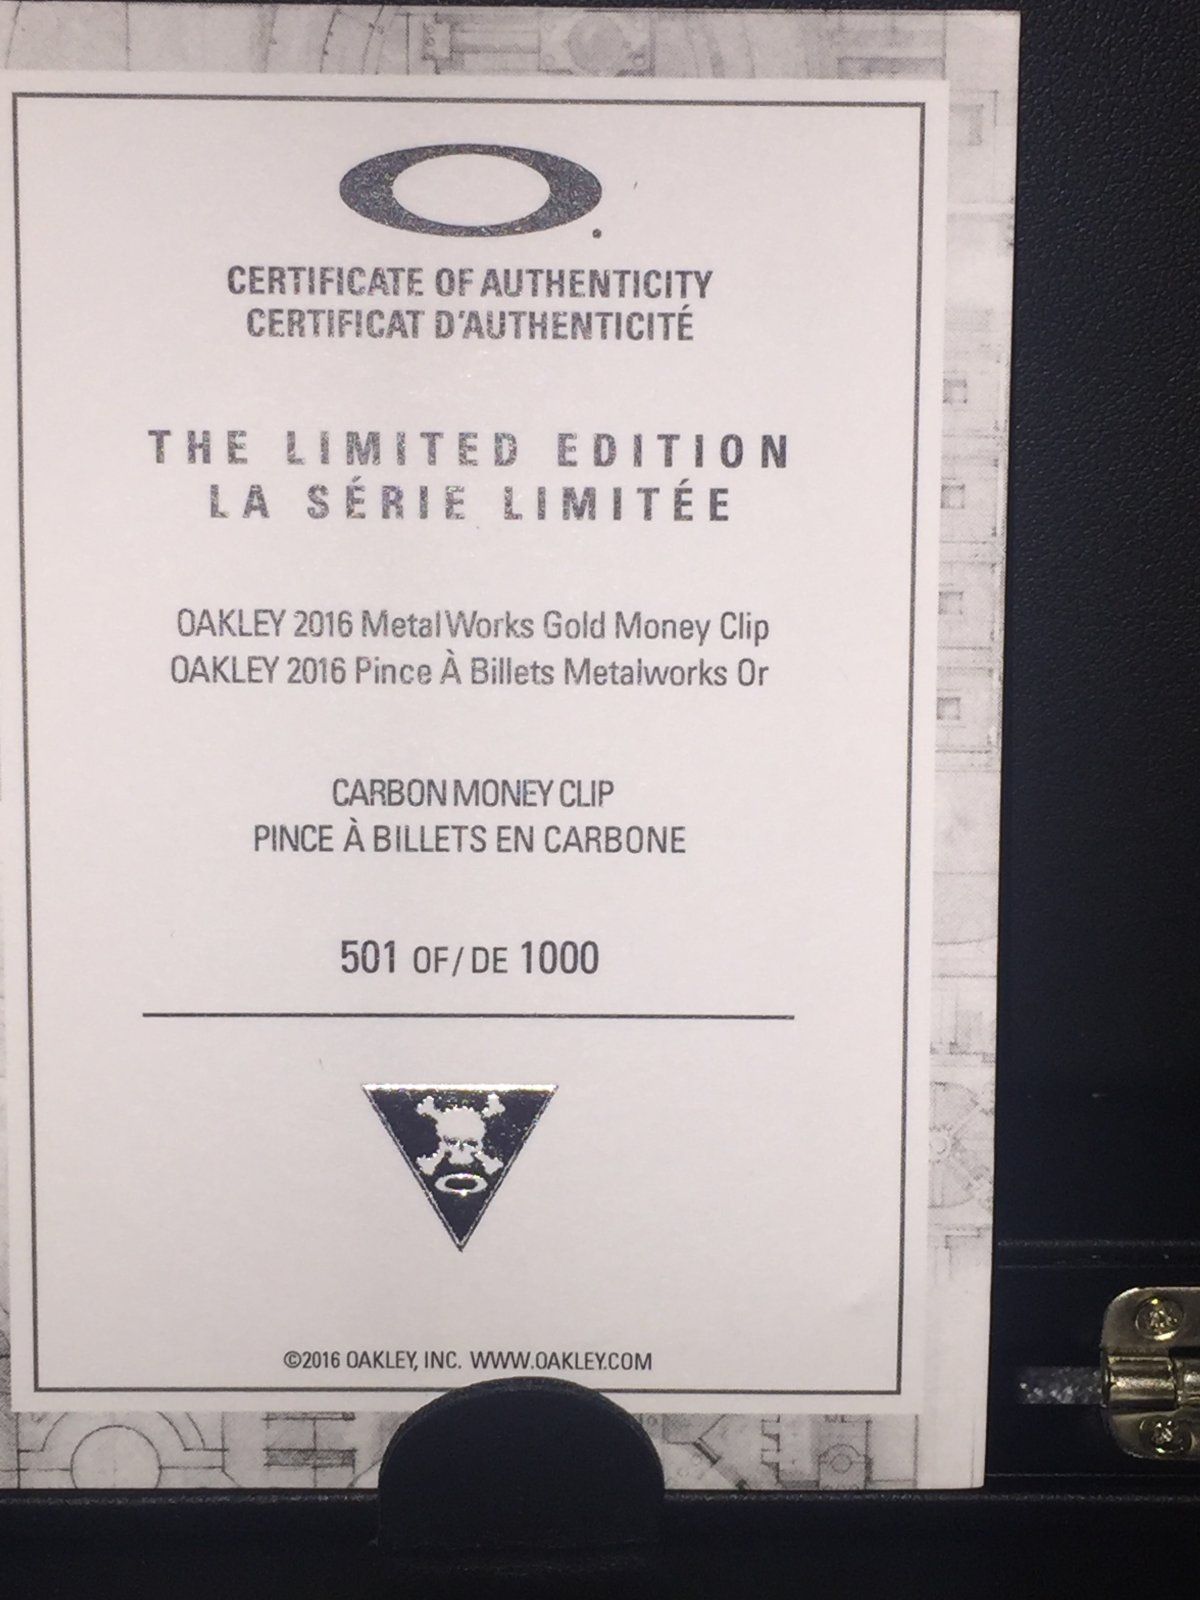 CERTIFICATE OF AUTHENTICITY
CERTIFICAT D'AUTHENTICITÉ
THE LIMITED EDITION
LA SÉRIE LIMITÉE
OAKLEY 2016 MetalWorks Gold Money Clip
OAKLEY 2016 Pince À Billets Metalworks Or
CARBON MONEY CLIP
PINCE À BILLETS EN CARBONE
501 OF/DE 1000
©2016 OAKLEY, INC. WWW.OAKLEY.COM